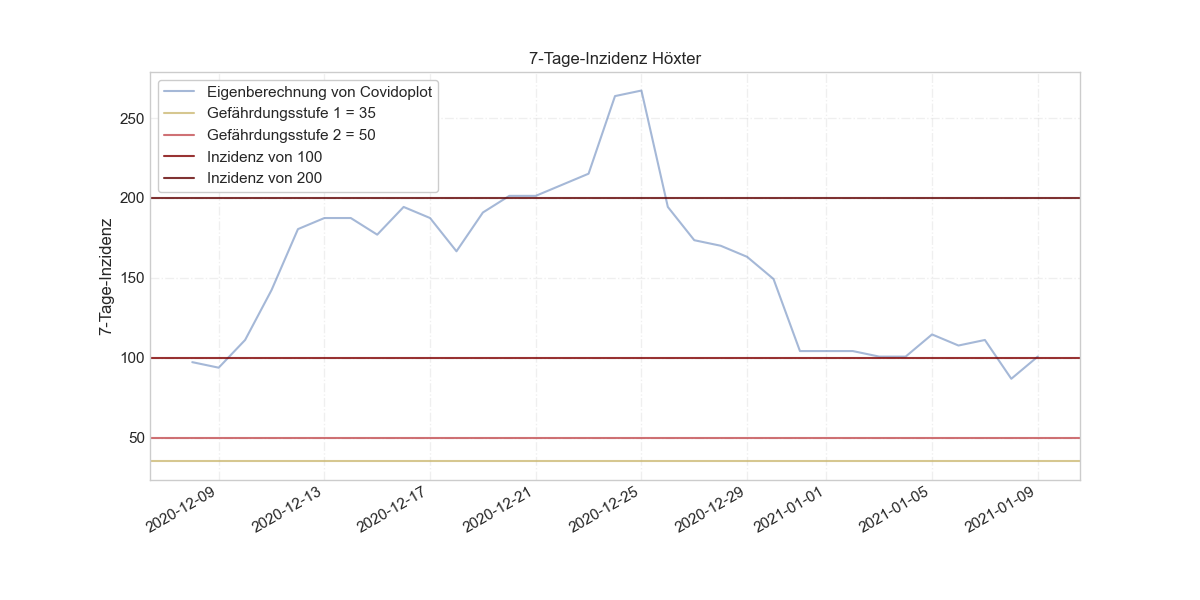 7-Tage-Inzidenz Höxter
Eigenberechnung von Covidoplot
Gefährdungsstufe 1 = 35
Gefährdungsstufe 2 = 50
Inzidenz von 100
Inzidenz von 200
7-Tage-Inzidenz
250
200
150
100
50
2020-12-09
2020-12-13
2020-12-17
2020-12-21
2020-12-25
2020-12-29
2021-01-01
2021-01-05
2021-01-09